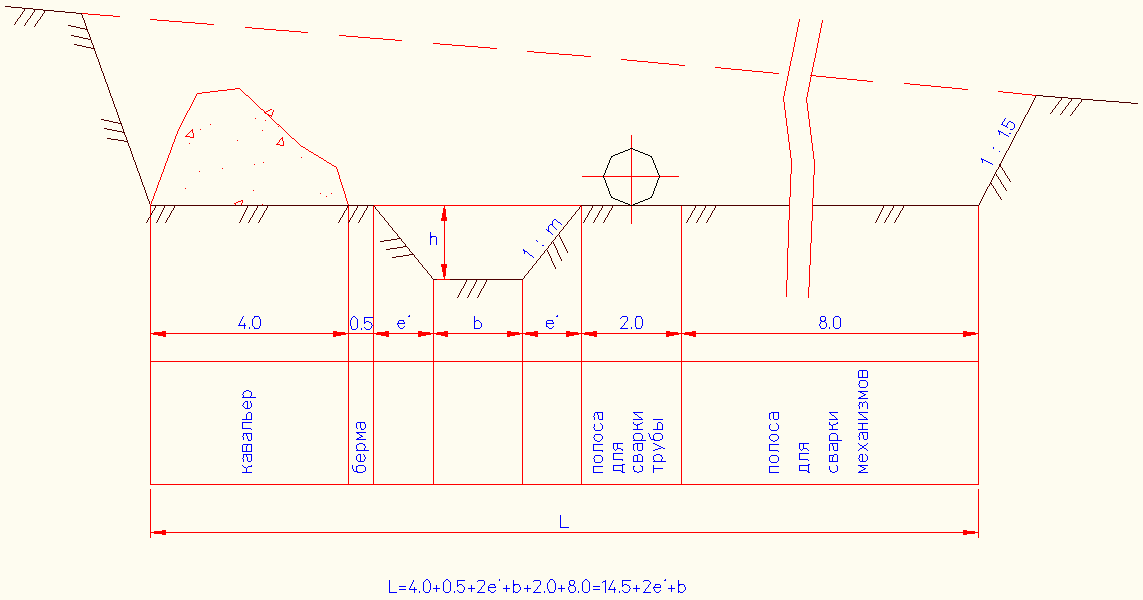 1 : 1.5
h
1 : m
4.0
0.5
e'
b
e'
2.0
8.0
кавальер
берма
полоса
для
сварки
трубы
полоса
для
сварки
механизмов
L
L=4.0+0.5+2e'+b+2.0+8.0=14.5+2e'+b